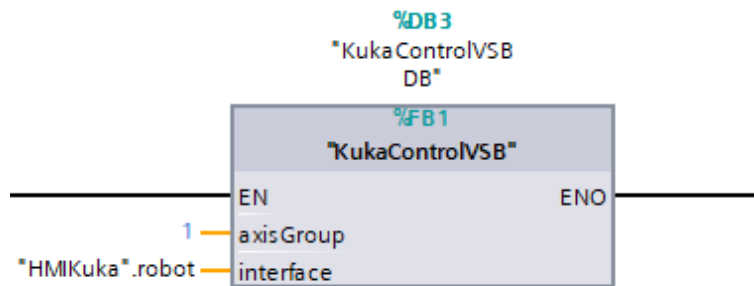 %DB3
"KukaControlVSB
DB"
%FB1
"KukaControlVSB"
EN ENO
1 axisGroup
"HMIKuka".robot interface